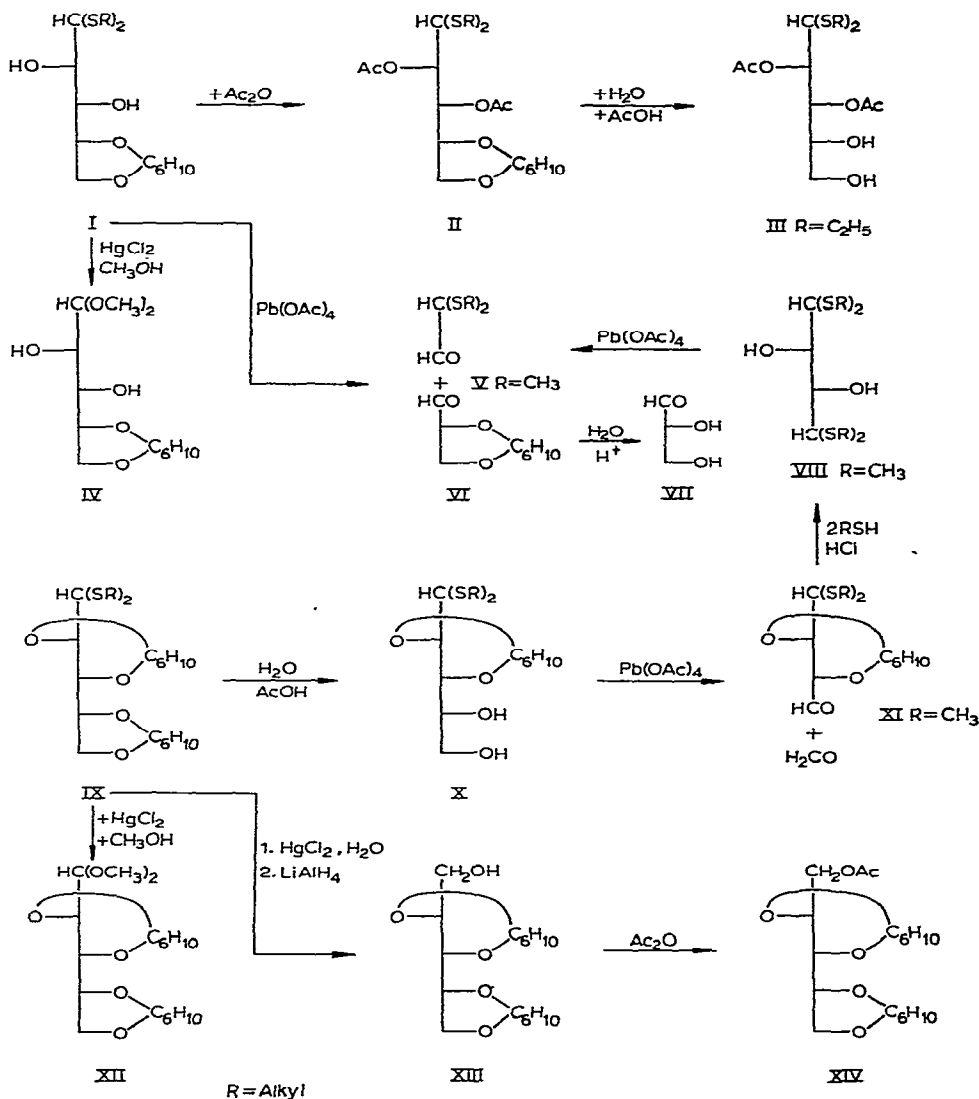 HC(SR)2
HO
OH
O
O
C6H10
I
+Ac2O
HC(SR)2
AcO
OAc
O
O
C6H10
II
+H2O
+AcOH
HC(SR)2
AcO
OAc
OH
OH
III R=C2H5
HgCl2
CH3OH
Pb(OAc)4
HC(OCH3)2
HO
OH
O
O
C6H10
IV
HC(SR)2
HCO
+ V R=CH3
HCO
O
O
C6H10
VI
H2O
H+
HCO
OH
OH
VII
Pb(OAc)4
HC(SR)2
HO
OH
HC(SR)2
VIII R=CH3
2RSH
HCl
HC(SR)2
O
C6H10
O
O
O
C6H10
IX
H2O
AcOH
HC(SR)2
O
C6H10
O
OH
OH
X
Pb(OAc)4
HC(SR)2
O
C6H10
O
HCO
+
H2CO
XI R=CH3
+HgCl2
+CH3OH
1. HgCl2, H2O
2. LiAlH4
HC(OCH3)2
O
C6H10
O
O
O
C6H10
XII
CH2OH
O
C6H10
O
O
O
C6H10
XIII
Ac2O
CH2OAc
O
C6H10
O
O
O
C6H10
XIV
R=Alkyl